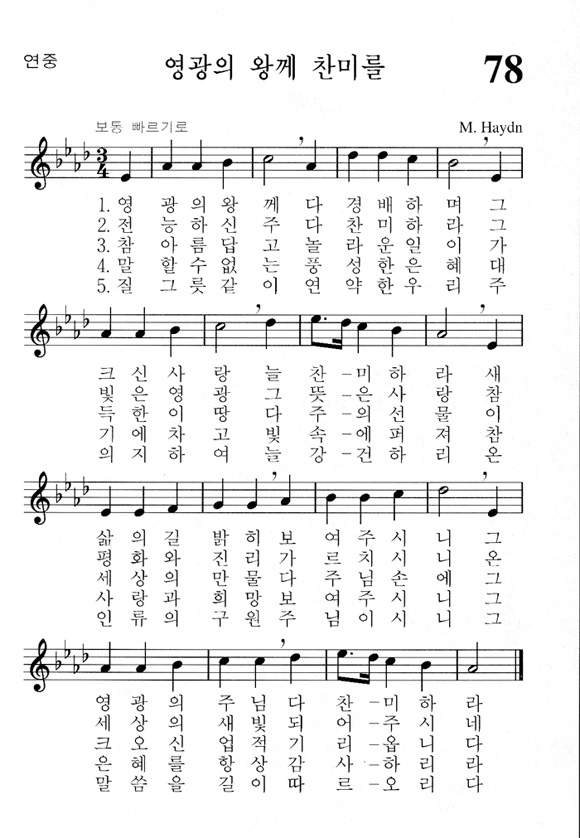 연중
영광의 왕께 찬미를
78
보통 빠르기로
M. Haydn
3
4
1. 영 광 의 왕 께 다 경 배 하 며 그
2. 전 능 하 신 주 다 찬 미 하 라 그
3. 참 아 름 답 고 놀 라 운 일 이 가
4. 말 할 수 없 는 풍 성 한 은 혜 대
5. 질 그 릇 같 이 연 약 한 우 리 주
크 신 사 랑 늘 찬 - 미 하 라 새
빛 은 영 광 그 뜻 - 은 사 랑 참
득 한 이 땅 다 주 - 의 선 물 이
기 에 차 고 빛 속 - 에 퍼 져 참
의 지 하 여 늘 강 - 건 하 리 온
삶 의 길 밝 히 보 여 주 시 니 그
평 화 와 진 리 가 르 치 시 니 온
세 상 의 만 물 다 주 님 손 에 그
사 랑 과 희 망 보 여 주 시 니 그
인 류 의 구 원 주 님 이 시 니 그
영 광 의 주 님 다 찬 - 미 하 라
세 상 의 새 빛 되 어 - 주 시 네
크 오 신 업 적 기 리 - 옵 니 다
은 혜 를 항 상 감 사 - 하 리 라
말 씀 을 길 이 따 르 - 오 리 다